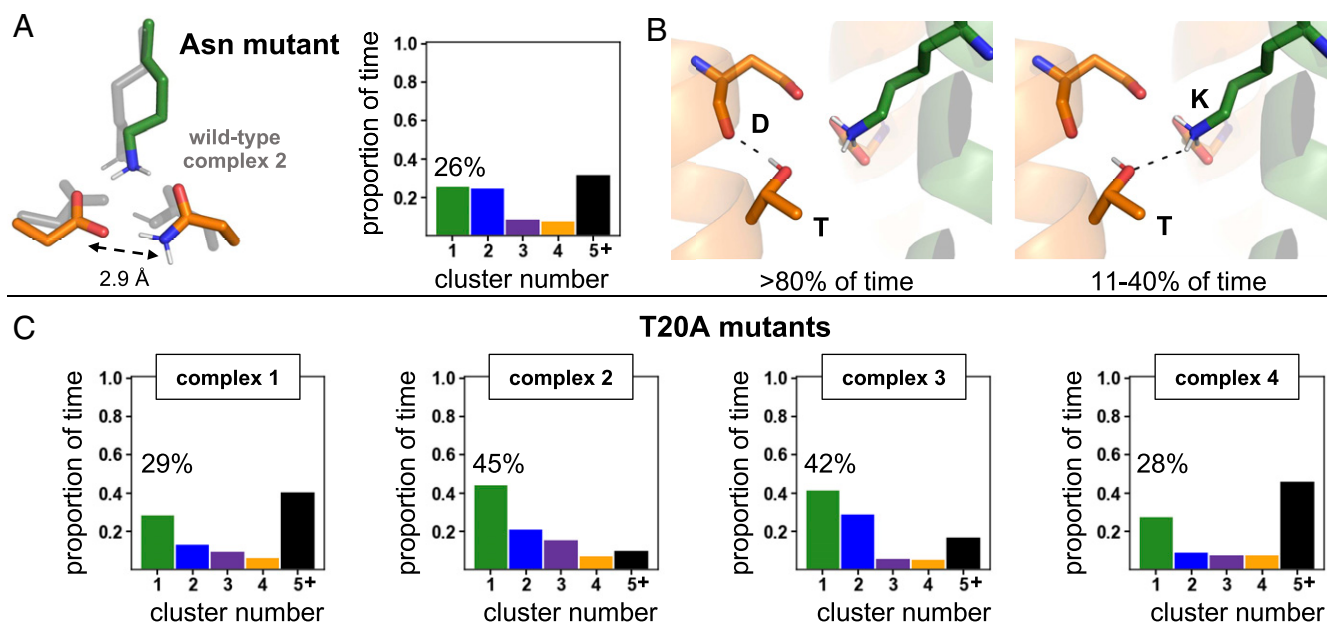 A
Asn mutant
wild-type
complex 2
2.9 Å
proportion of time
1.0
0.8
0.6
0.4
0.2
26%
1 2 3 4 5+
cluster number
B
D
T
>80% of time
K
T
11-40% of time
C
T20A mutants
complex 1
proportion of time
1.0
0.8
0.6
0.4
0.2
29%
1 2 3 4 5+
cluster number
complex 2
proportion of time
1.0
0.8
0.6
0.4
0.2
45%
1 2 3 4 5+
cluster number
complex 3
proportion of time
1.0
0.8
0.6
0.4
0.2
42%
1 2 3 4 5+
cluster number
complex 4
proportion of time
1.0
0.8
0.6
0.4
0.2
28%
1 2 3 4 5+
cluster number